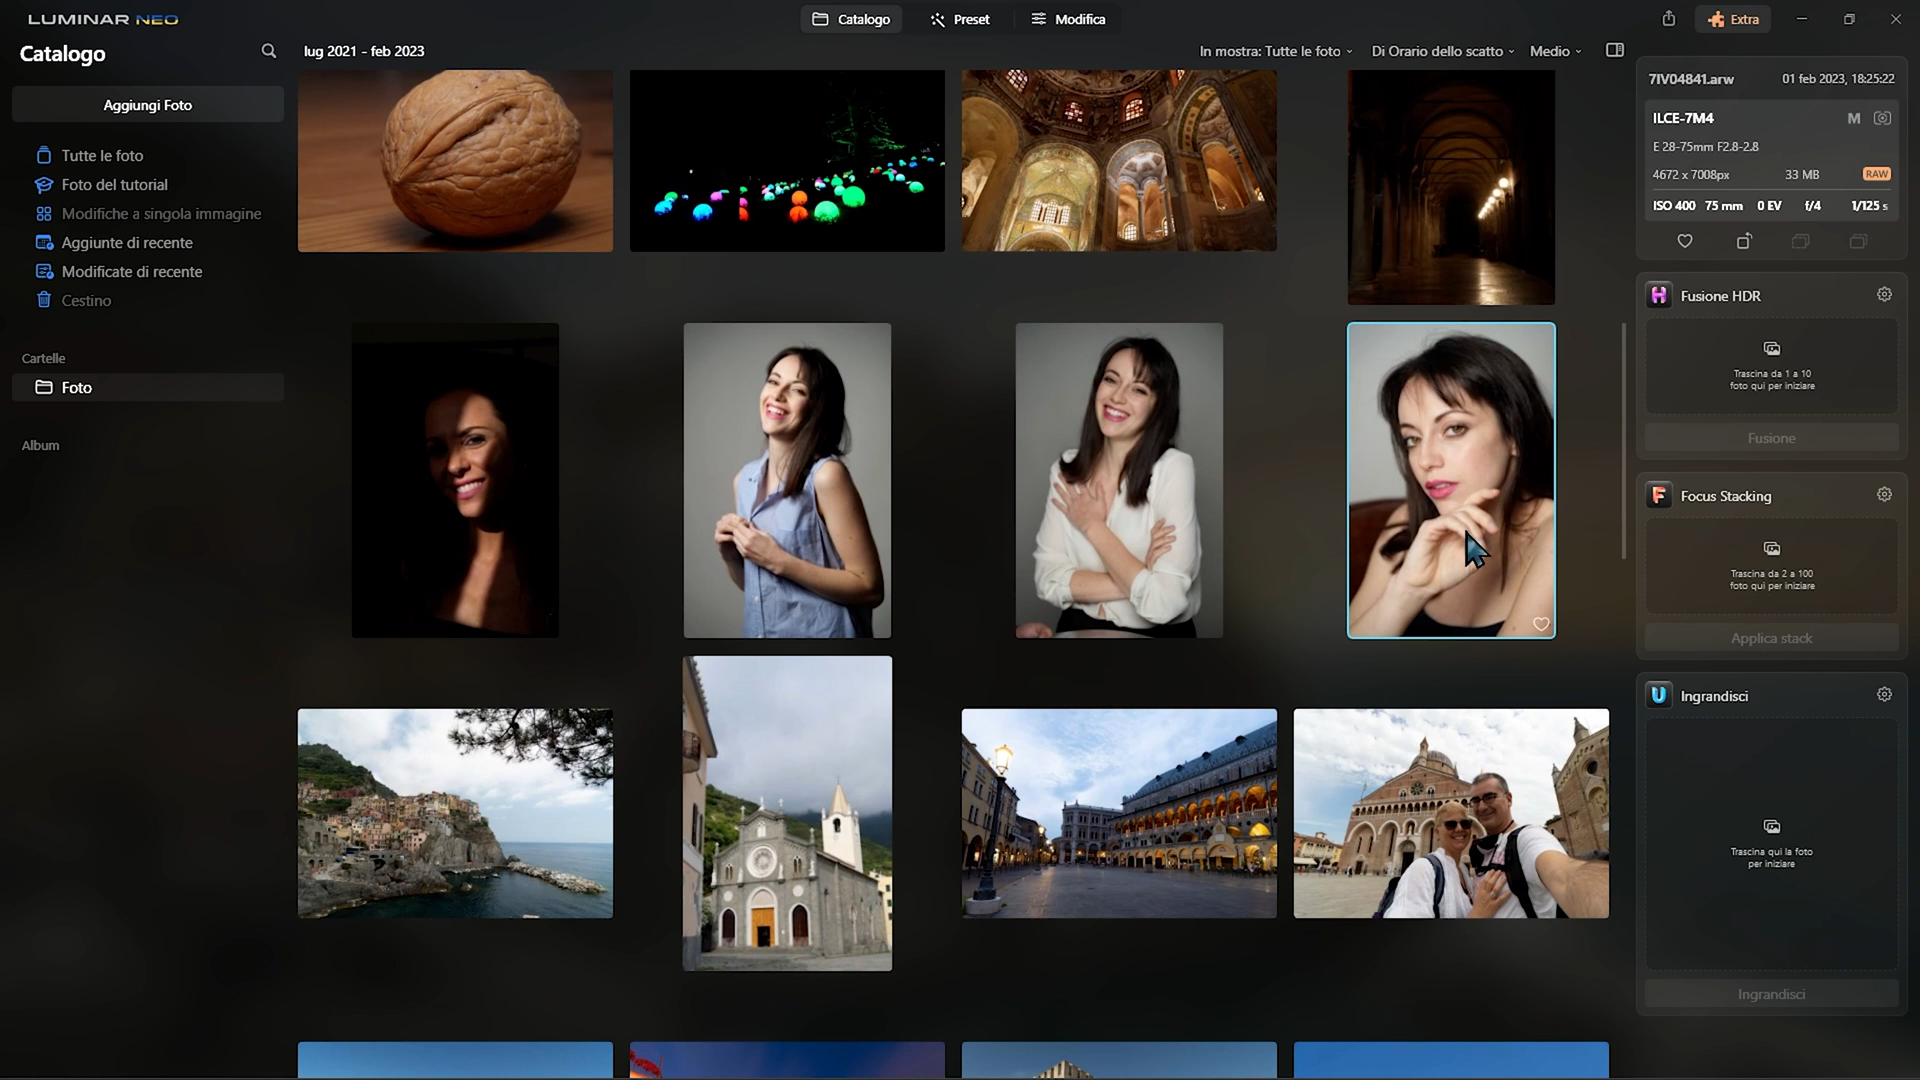 LUMINAR NEO
Catalogo
Preset
Modifica
Extra
Catalogo
lug 2021 - feb 2023
In mostra: Tutte le foto
Di Orario dello scatto
Medio
Aggiungi Foto
Tutte le foto
Foto del tutorial
Modifiche a singola immagine
Aggiunte di recente
Modificate di recente
Cestino
Cartelle
Foto
Album
7IV04841.arw
01 feb 2023, 18:25:22
ILCE-7M4
M
E 28-75mm F2.8-2.8
4672 x 7008px
33 MB
RAW
ISO 400
75 mm
0 EV
f/4
1/125 s
Fusione HDR
Trascina da 1 a 10
foto qui per iniziare
Fusione
Focus Stacking
Trascina da 2 a 100
foto qui per iniziare
Applica stack
Ingrandisci
Trascina qui la foto
per iniziare
Ingrandisci